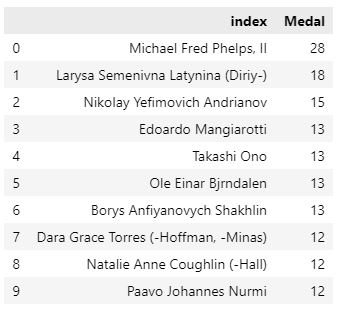 index Medal
0 Michael Fred Phelps, II 28
1 Larysa Semenivna Latynina (Diriy-) 18
2 Nikolay Yefimovich Andrianov 15
3 Edoardo Mangiarotti 13
4 Takashi Ono 13
5 Ole Einar Bjrndalen 13
6 Borys Anfiyanovych Shakhlin 13
7 Dara Grace Torres (-Hoffman, -Minas) 12
8 Natalie Anne Coughlin (-Hall) 12
9 Paavo Johannes Nurmi 12